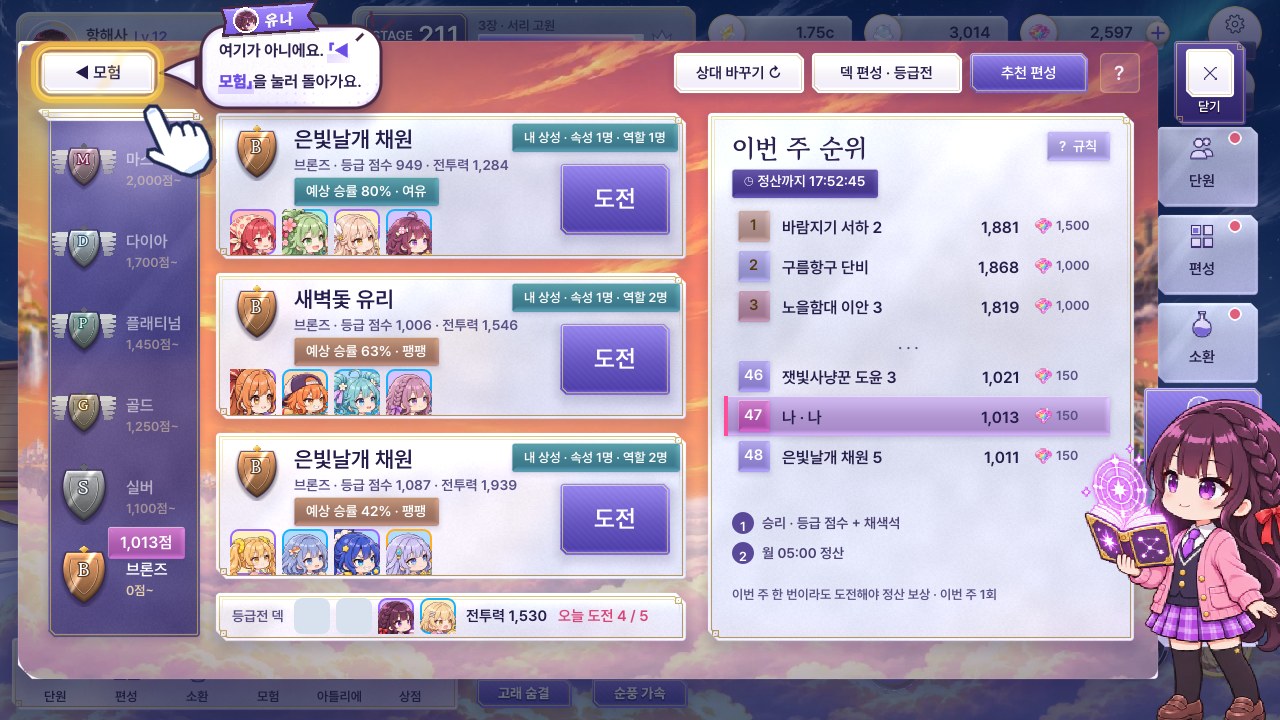 항해사 Lv.12
STAGE 211
3장 · 서리 고원
1.75c
3,014
2,597
유나
여기가 아니에요. 『◀
모험』을 눌러 돌아가요.
◀ 모험
상대 바꾸기
덱 편성 · 등급전
추천 편성
?
닫기
M
마스
2,000점~
D
다이아
1,700점~
P
플래티넘
1,450점~
G
골드
1,250점~
S
실버
1,100점~
1,013점
B
브론즈
0점~
B
은빛날개 채원
내 상성 · 속성 1명 · 역할 1명
브론즈 · 등급 점수 949 · 전투력 1,284
예상 승률 80% · 여유
도전
B
새벽돛 유리
내 상성 · 속성 1명 · 역할 2명
브론즈 · 등급 점수 1,006 · 전투력 1,546
예상 승률 63% · 팽팽
도전
B
은빛날개 채원
내 상성 · 속성 1명 · 역할 2명
브론즈 · 등급 점수 1,087 · 전투력 1,939
예상 승률 42% · 팽팽
도전
등급전 덱
전투력 1,530
오늘 도전 4 / 5
이번 주 순위
? 규칙
정산까지 17:52:45
1 바람지기 서하 2 1,881 1,500
2 구름항구 단비 1,868 1,000
3 노을함대 이안 3 1,819 1,000
...
46 잿빛사냥꾼 도윤 3 1,021 150
47 나 · 나 1,013 150
48 은빛날개 채원 5 1,011 150
1 승리 · 등급 점수 + 채색석
2 월 05:00 정산
이번 주 한 번이라도 도전해야 정산 보상 · 이번 주 1회
단원
편성
소환
단원
편성
소환
모험
아틀리에
상점
고래 숨결
순풍 가속